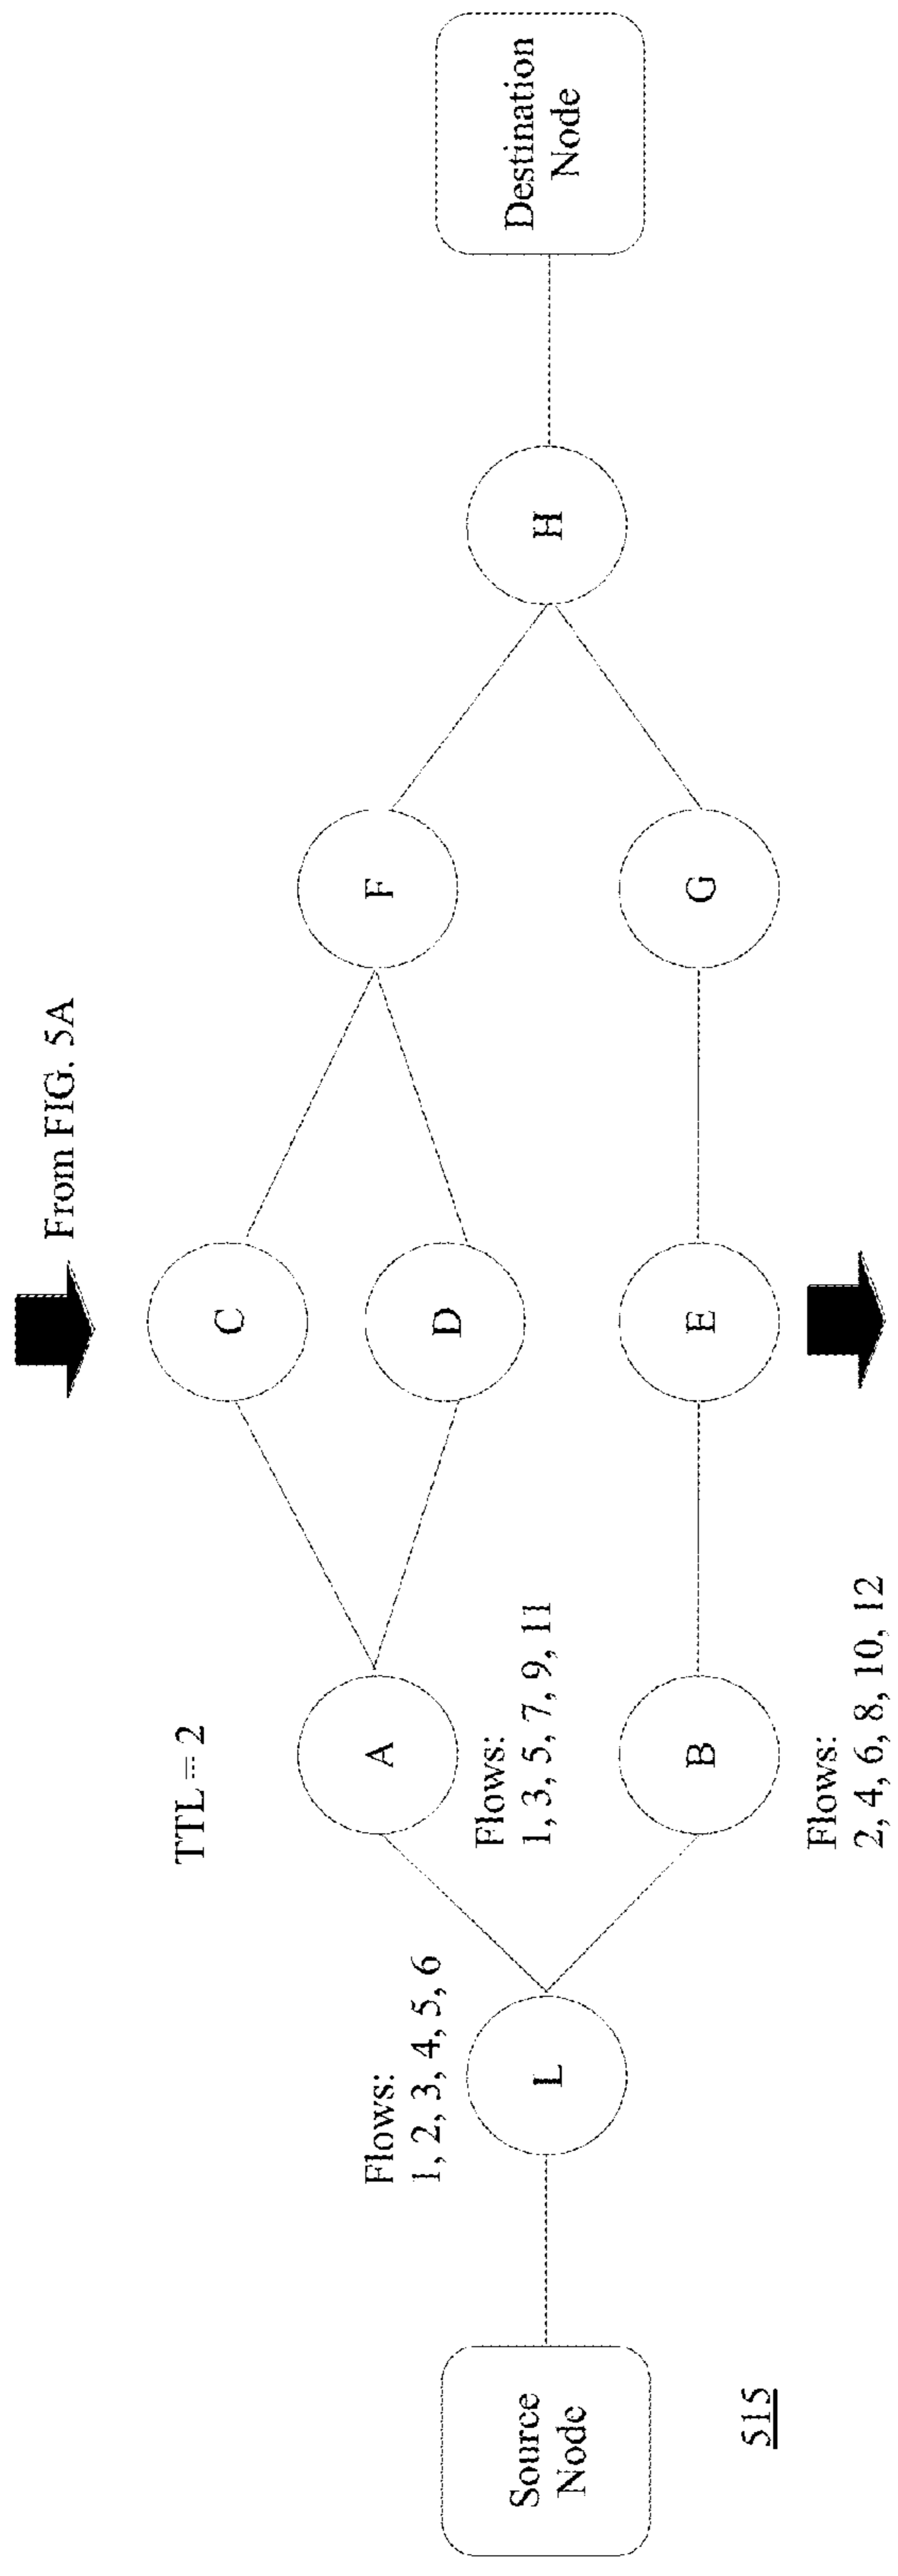 From FIG. 5A
TTL = 2
Flows:
1, 2, 3, 4, 5, 6
Flows:
1, 3, 5, 7, 9, 11
Flows:
2, 4, 6, 8, 10, 12
Source
Node
L
A
B
C
D
E
F
G
H
Destination
Node
515